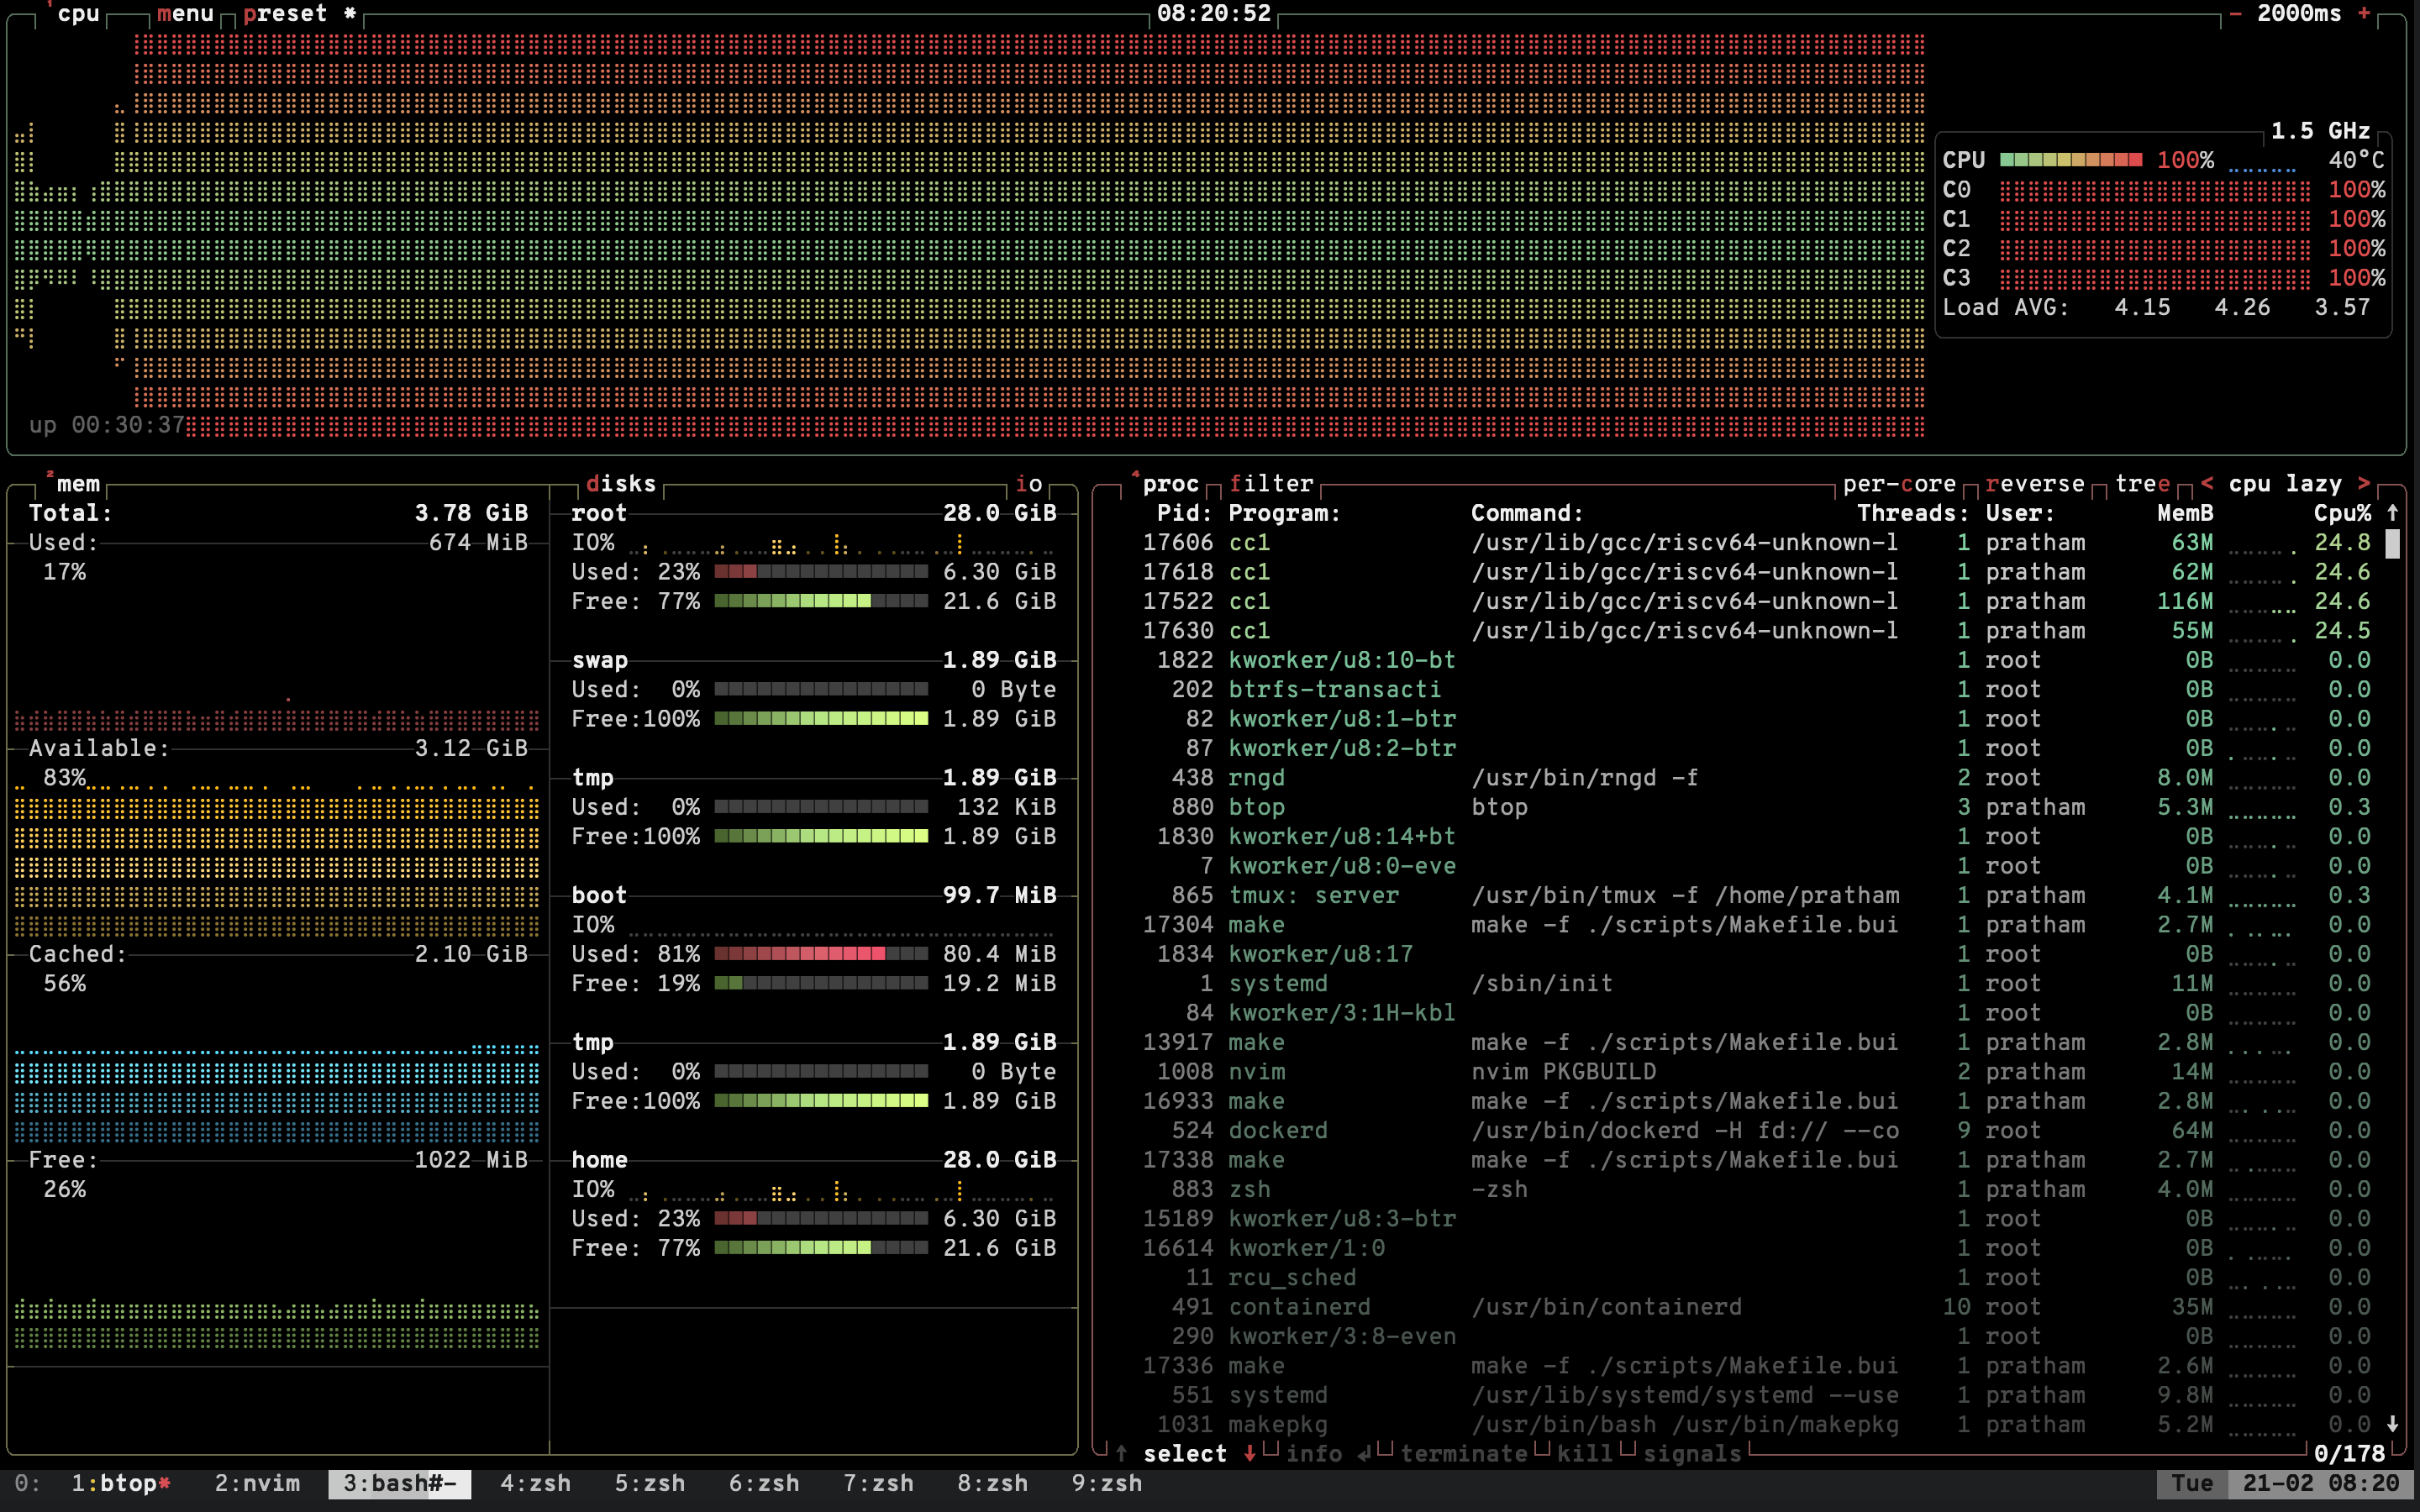 ¹cpu menu preset * 08:20:52 - 2000ms +
1.5 GHz
CPU 100% 40°C
C0 100%
C1 100%
C2 100%
C3 100%
Load AVG: 4.15 4.26 3.57
up 00:30:37
²mem
Total: 3.78 GiB
Used: 674 MiB
17%
Available: 3.12 GiB
83%
Cached: 2.10 GiB
56%
Free: 1022 MiB
26%
disks io
root 28.0 GiB
IO%
Used: 23% 6.30 GiB
Free: 77% 21.6 GiB
swap 1.89 GiB
Used: 0% 0 Byte
Free:100% 1.89 GiB
tmp 1.89 GiB
Used: 0% 132 KiB
Free:100% 1.89 GiB
boot 99.7 MiB
IO%
Used: 81% 80.4 MiB
Free: 19% 19.2 MiB
tmp 1.89 GiB
Used: 0% 0 Byte
Free:100% 1.89 GiB
home 28.0 GiB
IO%
Used: 23% 6.30 GiB
Free: 77% 21.6 GiB
⁴proc filter per-core reverse tree < cpu lazy >
Pid: Program: Command: Threads: User: MemB Cpu% ↑
17606 cc1 /usr/lib/gcc/riscv64-unknown-l 1 pratham 63M 24.8
17618 cc1 /usr/lib/gcc/riscv64-unknown-l 1 pratham 62M 24.6
17522 cc1 /usr/lib/gcc/riscv64-unknown-l 1 pratham 116M 24.6
17630 cc1 /usr/lib/gcc/riscv64-unknown-l 1 pratham 55M 24.5
1822 kworker/u8:10-bt 1 root 0B 0.0
202 btrfs-transacti 1 root 0B 0.0
82 kworker/u8:1-btr 1 root 0B 0.0
87 kworker/u8:2-btr 1 root 0B 0.0
438 rngd /usr/bin/rngd -f 2 root 8.0M 0.0
880 btop btop 3 pratham 5.3M 0.3
1830 kworker/u8:14+bt 1 root 0B 0.0
7 kworker/u8:0-eve 1 root 0B 0.0
865 tmux: server /usr/bin/tmux -f /home/pratham 1 pratham 4.1M 0.3
17304 make make -f ./scripts/Makefile.bui 1 pratham 2.7M 0.0
1834 kworker/u8:17 1 root 0B 0.0
1 systemd /sbin/init 1 root 11M 0.0
84 kworker/3:1H-kbl 1 root 0B 0.0
13917 make make -f ./scripts/Makefile.bui 1 pratham 2.8M 0.0
1008 nvim nvim PKGBUILD 2 pratham 14M 0.0
16933 make make -f ./scripts/Makefile.bui 1 pratham 2.8M 0.0
524 dockerd /usr/bin/dockerd -H fd:// --co 9 root 64M 0.0
17338 make make -f ./scripts/Makefile.bui 1 pratham 2.7M 0.0
883 zsh -zsh 1 pratham 4.0M 0.0
15189 kworker/u8:3-btr 1 root 0B 0.0
16614 kworker/1:0 1 root 0B 0.0
11 rcu_sched 1 root 0B 0.0
491 containerd /usr/bin/containerd 10 root 35M 0.0
290 kworker/3:8-even 1 root 0B 0.0
17336 make make -f ./scripts/Makefile.bui 1 pratham 2.6M 0.0
551 systemd /usr/lib/systemd/systemd --use 1 pratham 9.8M 0.0
1031 makepkg /usr/bin/bash /usr/bin/makepkg 1 pratham 5.2M 0.0 ↓
↑ select ↓ info ↲ terminate kill signals 0/178
0: 1:btop* 2:nvim 3:bash#- 4:zsh 5:zsh 6:zsh 7:zsh 8:zsh 9:zsh Tue 21-02 08:20